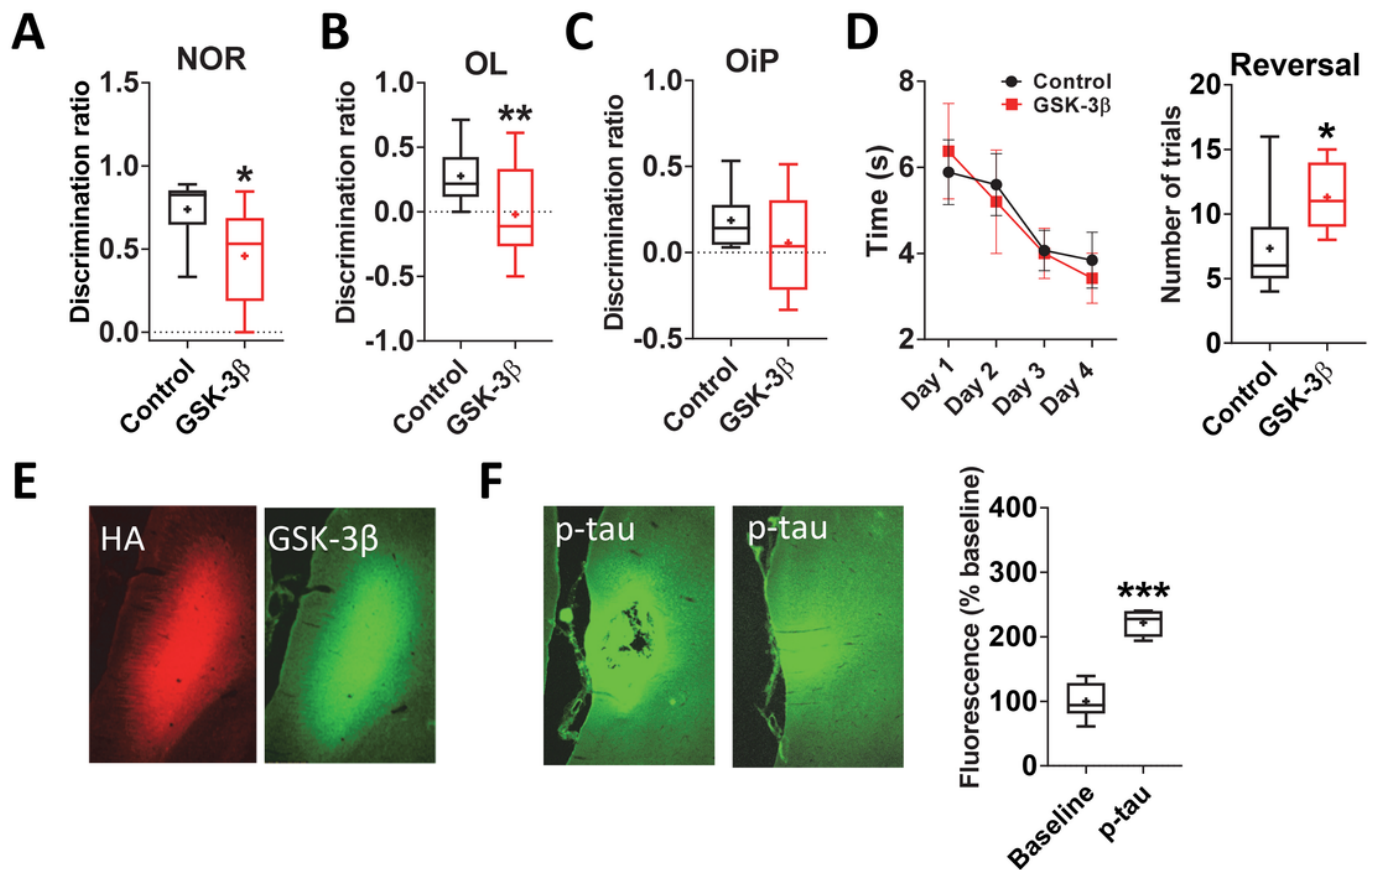 A
NOR
Discrimination ratio
1.5
1.0
0.5
0.0
*
Control
GSK-3β
B
OL
Discrimination ratio
1.0
0.5
0.0
-0.5
-1.0
**
Control
GSK-3β
C
OiP
Discrimination ratio
1.0
0.5
0.0
-0.5
Control
GSK-3β
D
Time (s)
8
6
4
2
Control
GSK-3β
Day 1
Day 2
Day 3
Day 4
Reversal
Number of trials
20
15
10
5
0
*
Control
GSK-3β
E
HA
GSK-3β
F
p-tau
p-tau
Fluorescence (% baseline)
400
300
200
100
0
***
Baseline
p-tau